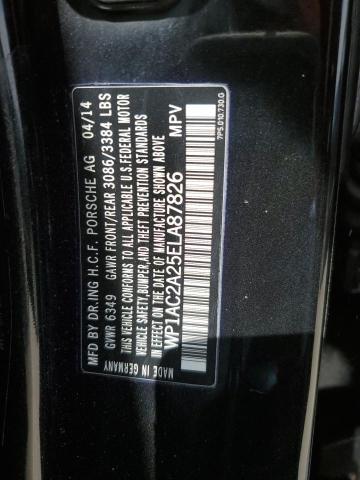 MFD BY DR.ING H.C.F. PORSCHE AG 04/14
GVWR 6349 GAWR FRONT/REAR 3086/3384 LBS
THIS VEHICLE CONFORMS TO ALL APPLICABLE U.S.FEDERAL MOTOR
VEHICLE SAFETY,BUMPER,AND THEFT PREVENTION STANDARDS
IN EFFECT ON THE DATE OF MANUFACTURE SHOWN ABOVE
WP1AC2A25ELA87826 MPV
MADE IN GERMANY
7P5.010.730.G